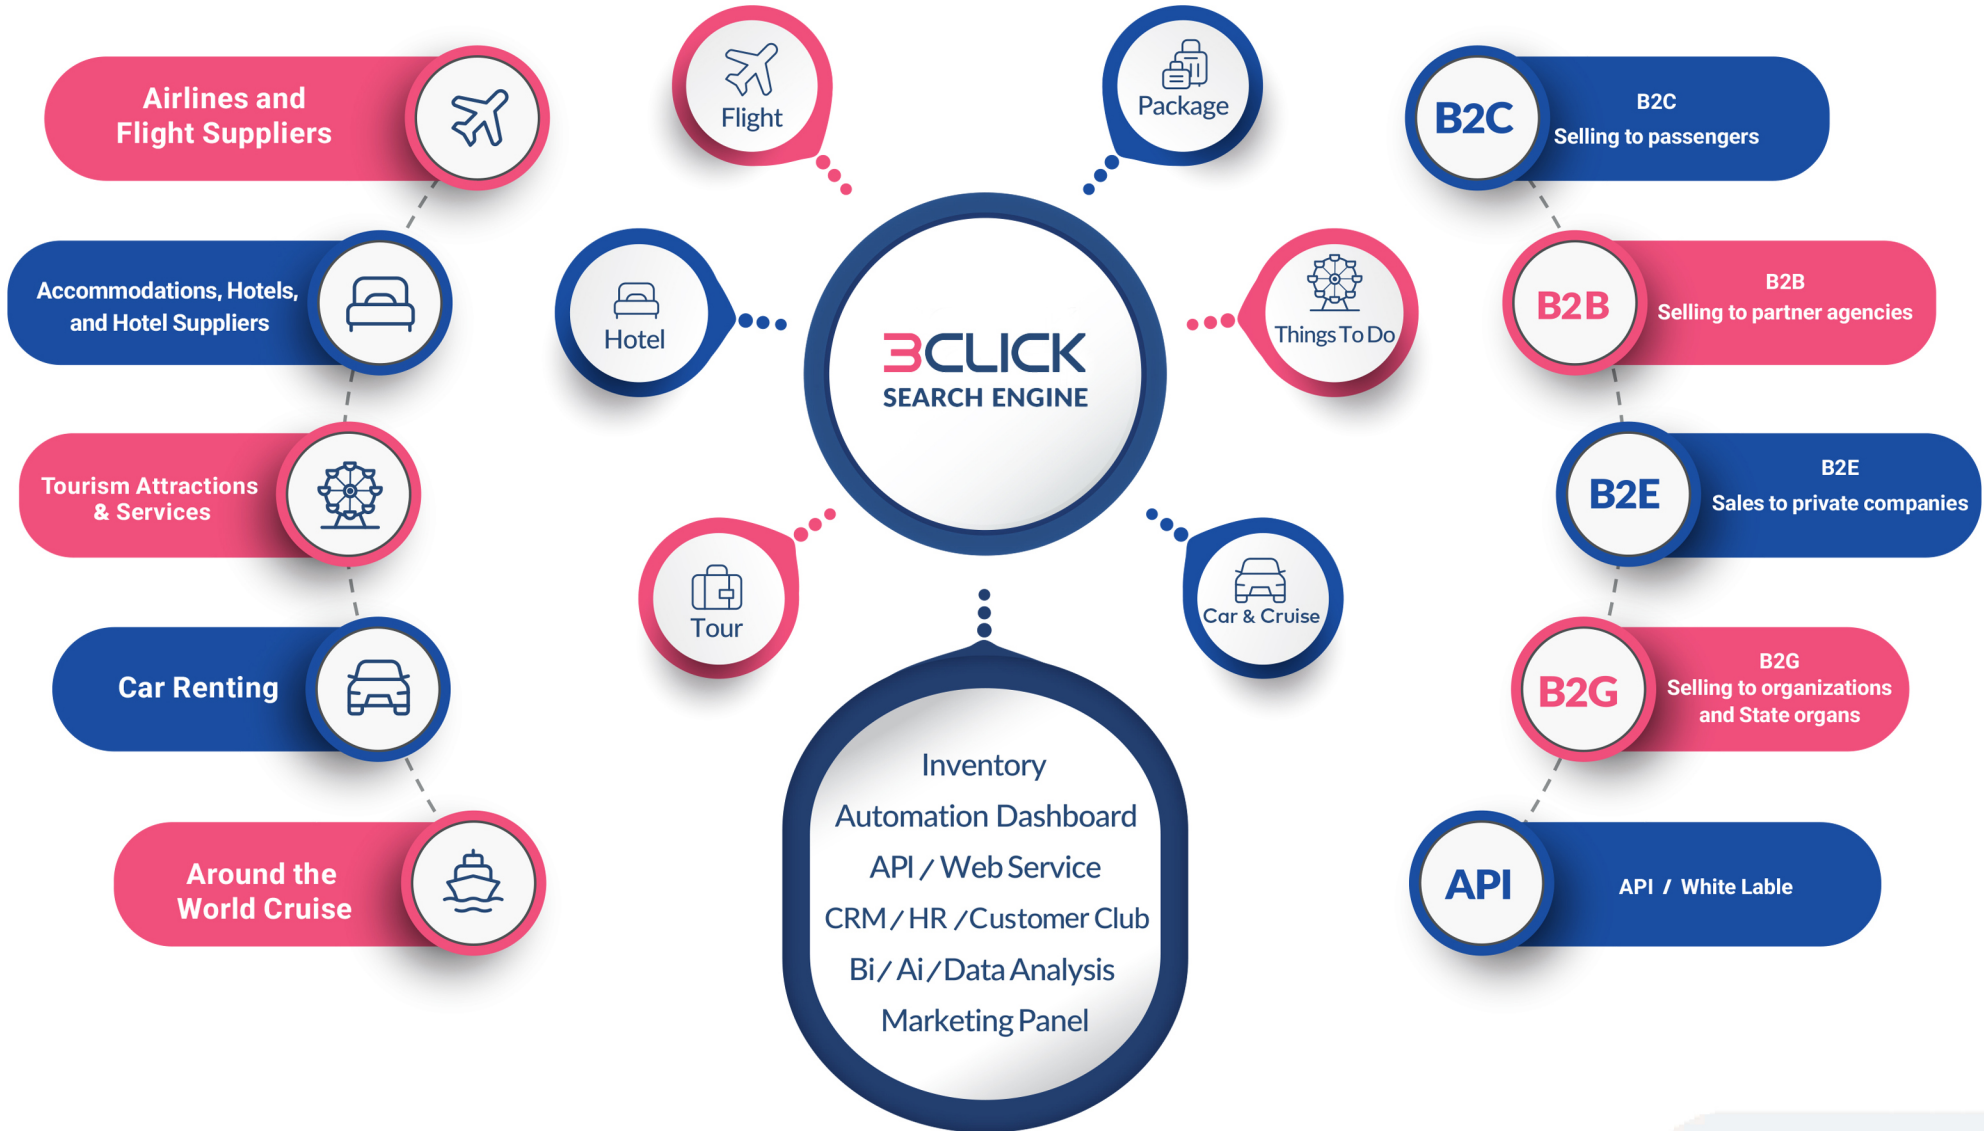 Airlines and
Flight Suppliers
Accommodations, Hotels,
and Hotel Suppliers
Tourism Attractions
& Services
Car Renting
Around the
World Cruise
Flight
Package
Hotel
Things To Do
Tour
Car & Cruise
3CLICK
SEARCH ENGINE
Inventory
Automation Dashboard
API / Web Service
CRM / HR /Customer Club
Bi / Ai /Data Analysis
Marketing Panel
B2C
B2C
Selling to passengers
B2B
B2B
Selling to partner agencies
B2E
B2E
Sales to private companies
B2G
B2G
Selling to organizations
and State organs
API
API / White Lable